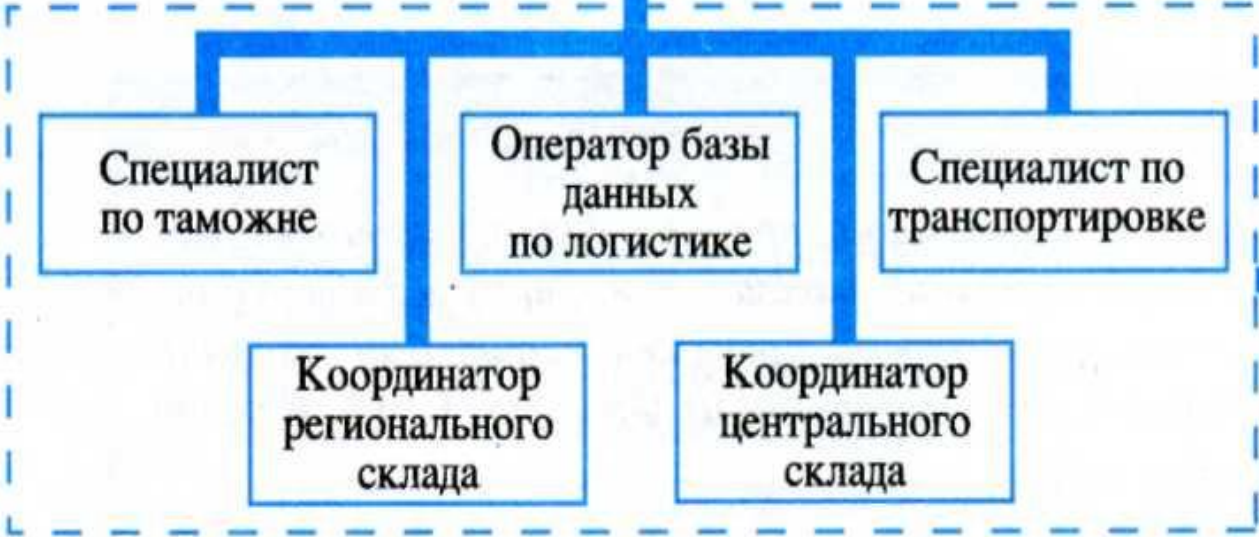 Специалист
по таможне
Оператор базы
данных
по логистике
Специалист по
транспортировке
Координатор
регионального
склада
Координатор
центрального
склада